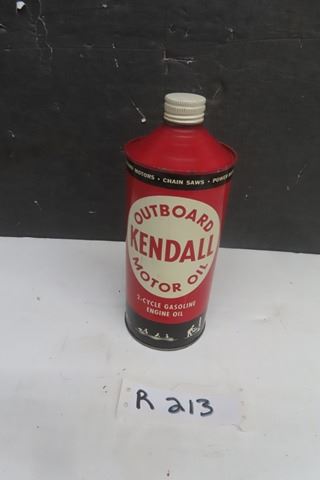 MOTORS • CHAIN SAWS • POWER
OUTBOARD
KENDALL
MOTOR OIL
2-CYCLE GASOLINE
ENGINE OIL
R 213